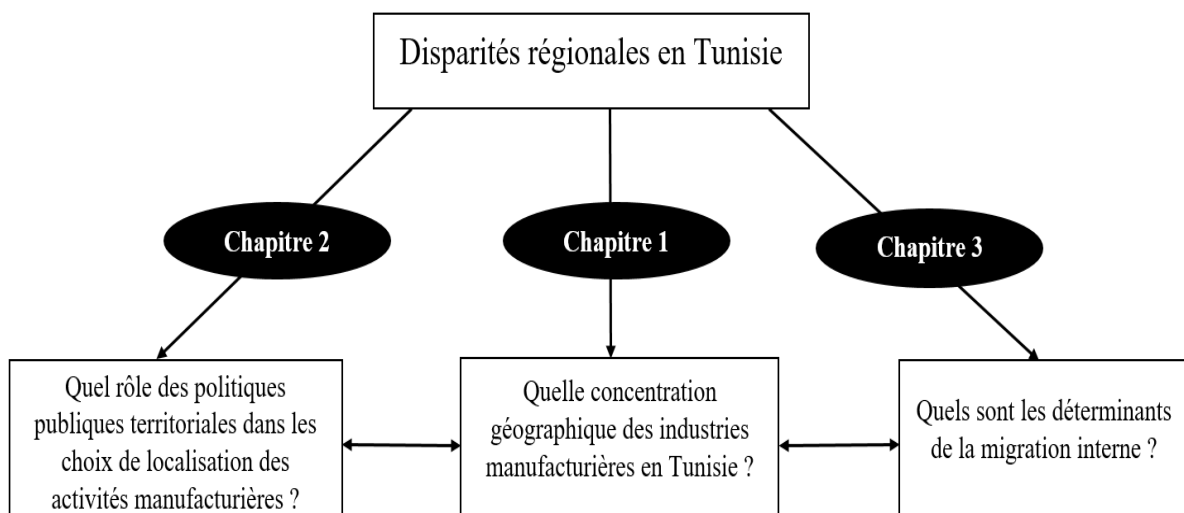 Disparités régionales en Tunisie
Chapitre 2
Chapitre 1
Chapitre 3
Quel rôle des politiques
publiques territoriales dans les
choix de localisation des
activités manufacturières ?
Quelle concentration
géographique des industries
manufacturières en Tunisie ?
Quels sont les déterminants
de la migration interne ?